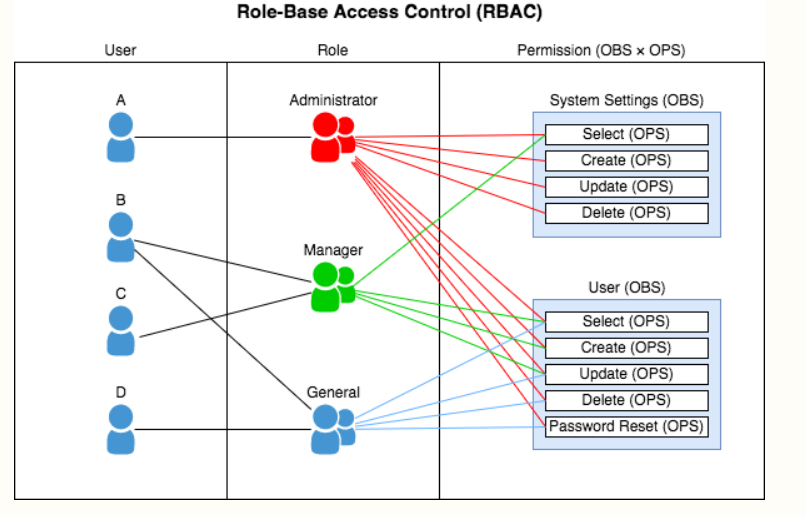 Role-Base Access Control (RBAC)
User
Role
Permission (OBS × OPS)
A
B
C
D
Administrator
Manager
General
System Settings (OBS)
Select (OPS)
Create (OPS)
Update (OPS)
Delete (OPS)
User (OBS)
Select (OPS)
Create (OPS)
Update (OPS)
Delete (OPS)
Password Reset (OPS)